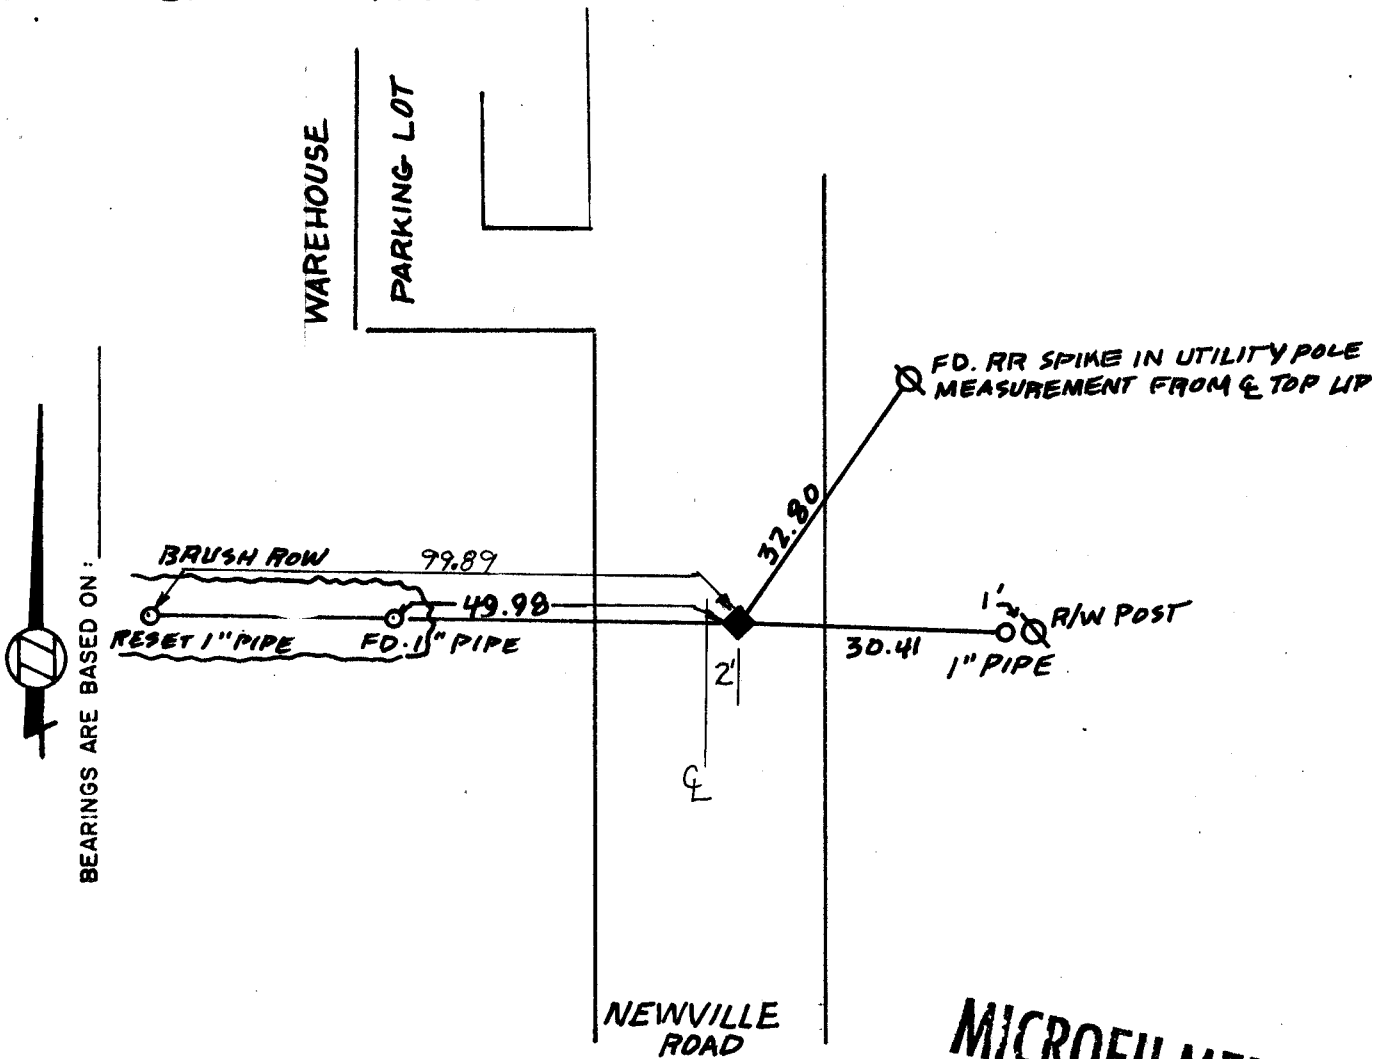 WAREHOUSE
PARKING LOT
FD. RR SPIKE IN UTILITY POLE
MEASUREMENT FROM ℄ TOP LIP
32.80
BRUSH ROW
99.89
49.98
RESET 1" PIPE
FD. 1" PIPE
1'
R/W POST
30.41
1" PIPE
2'
℄
BEARINGS ARE BASED ON:
NEWVILLE
ROAD